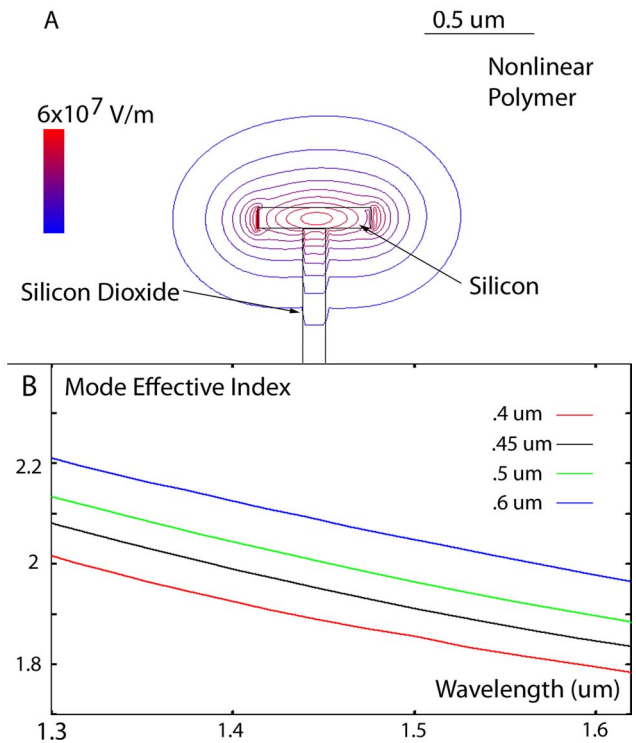 A
0.5 um
Nonlinear
Polymer
6x10⁷ V/m
Silicon Dioxide
Silicon
B
Mode Effective Index
.4 um
.45 um
.5 um
.6 um
2.2
2
1.8
Wavelength (um)
1.3
1.4
1.5
1.6